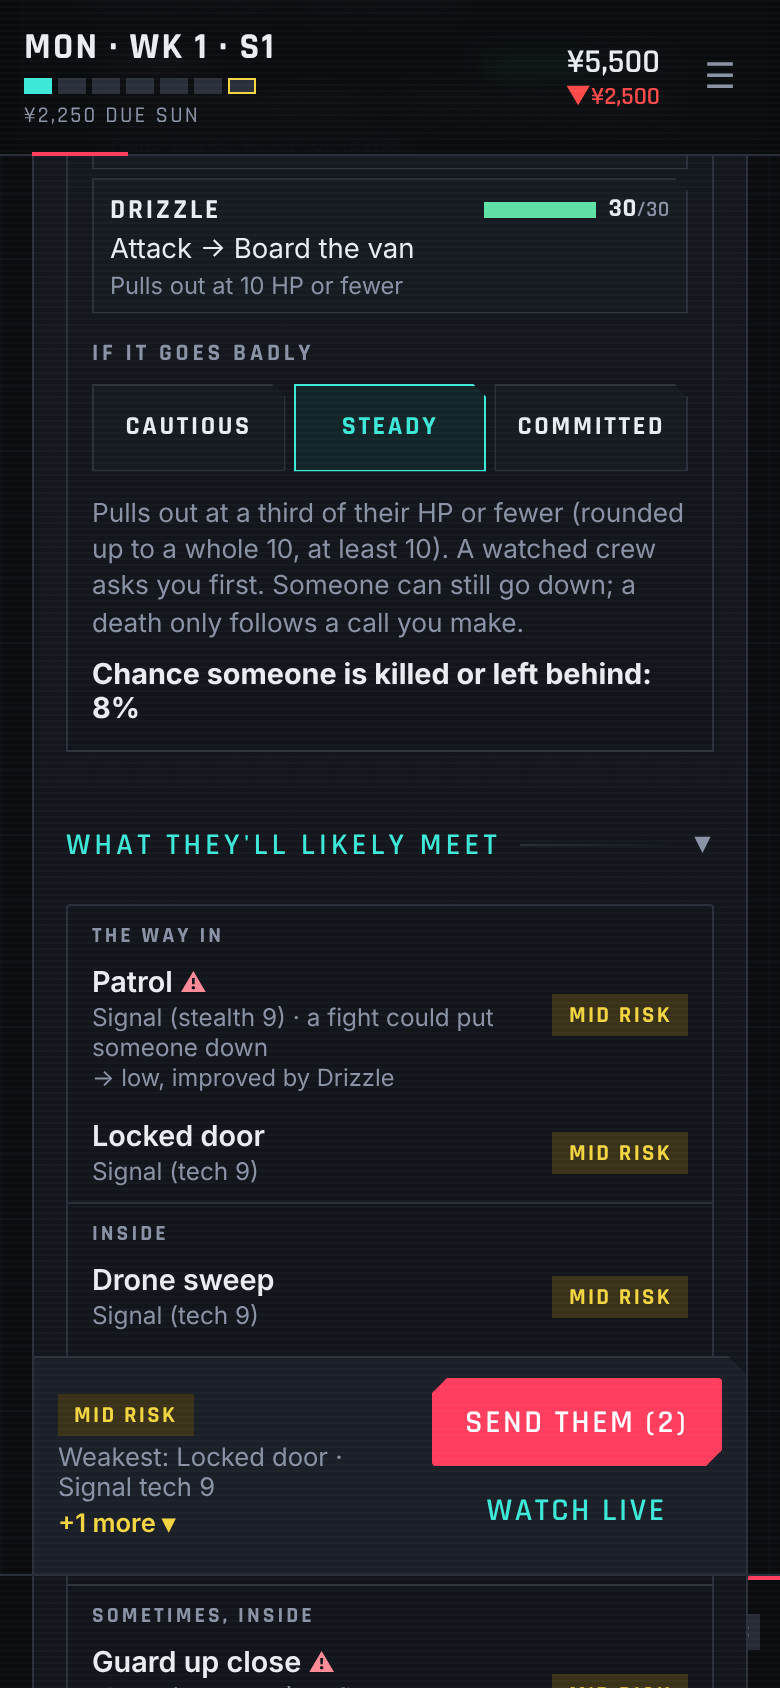 MON · WK 1 · S1
¥5,500
▼¥2,500
¥2,250 DUE SUN
DRIZZLE
30/30
Attack → Board the van
Pulls out at 10 HP or fewer
IF IT GOES BADLY
CAUTIOUS
STEADY
COMMITTED
Pulls out at a third of their HP or fewer (rounded
up to a whole 10, at least 10). A watched crew
asks you first. Someone can still go down; a
death only follows a call you make.
Chance someone is killed or left behind:
8%
WHAT THEY'LL LIKELY MEET
THE WAY IN
Patrol
Signal (stealth 9) · a fight could put
someone down
→ low, improved by Drizzle
MID RISK
Locked door
Signal (tech 9)
MID RISK
INSIDE
Drone sweep
Signal (tech 9)
MID RISK
MID RISK
Weakest: Locked door ·
Signal tech 9
+1 more ▾
SEND THEM (2)
WATCH LIVE
SOMETIMES, INSIDE
Guard up close
MID RISK